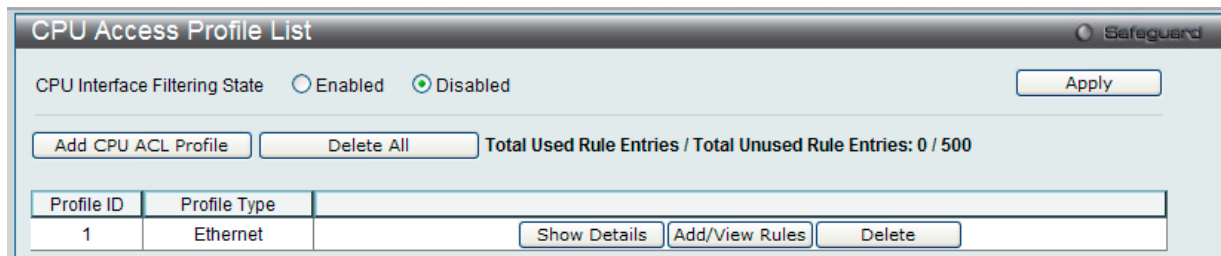 CPU Access Profile List
Safeguard
CPU Interface Filtering State Enabled Disabled Apply
Add CPU ACL Profile Delete All Total Used Rule Entries / Total Unused Rule Entries: 0 / 500
Profile ID Profile Type
1 Ethernet Show Details Add/View Rules Delete